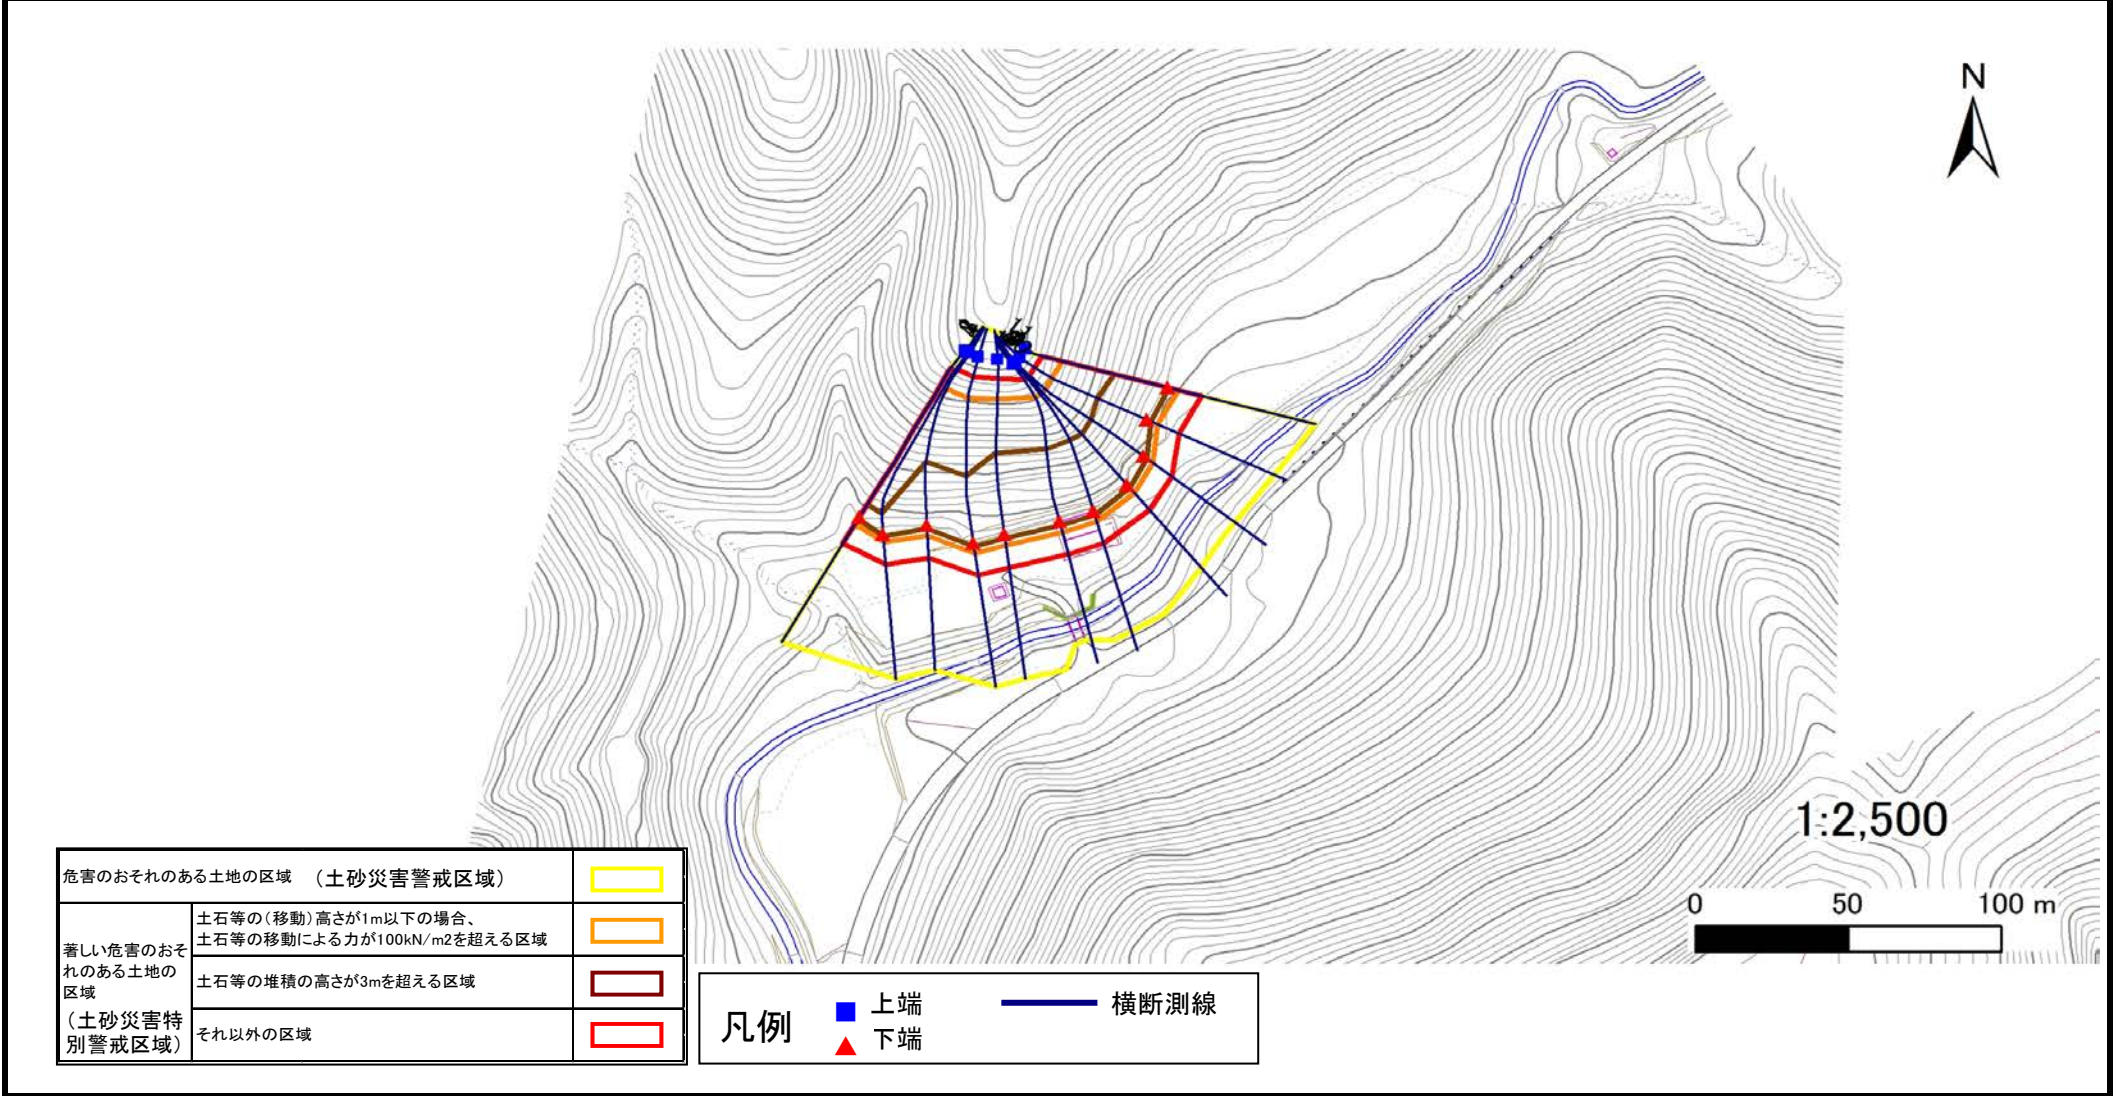 N
1:2,500
0 50 100 m
危害のおそれのある土地の区域 （土砂災害警戒区域）
著しい危害のおそ
れのある土地の
区域
（土砂災害特
別警戒区域）
土石等の（移動）高さが1m以下の場合、
土石等の移動による力が100kN/m2を超える区域
土石等の堆積の高さが3mを超える区域
それ以外の区域
凡例
上端
下端
横断測線